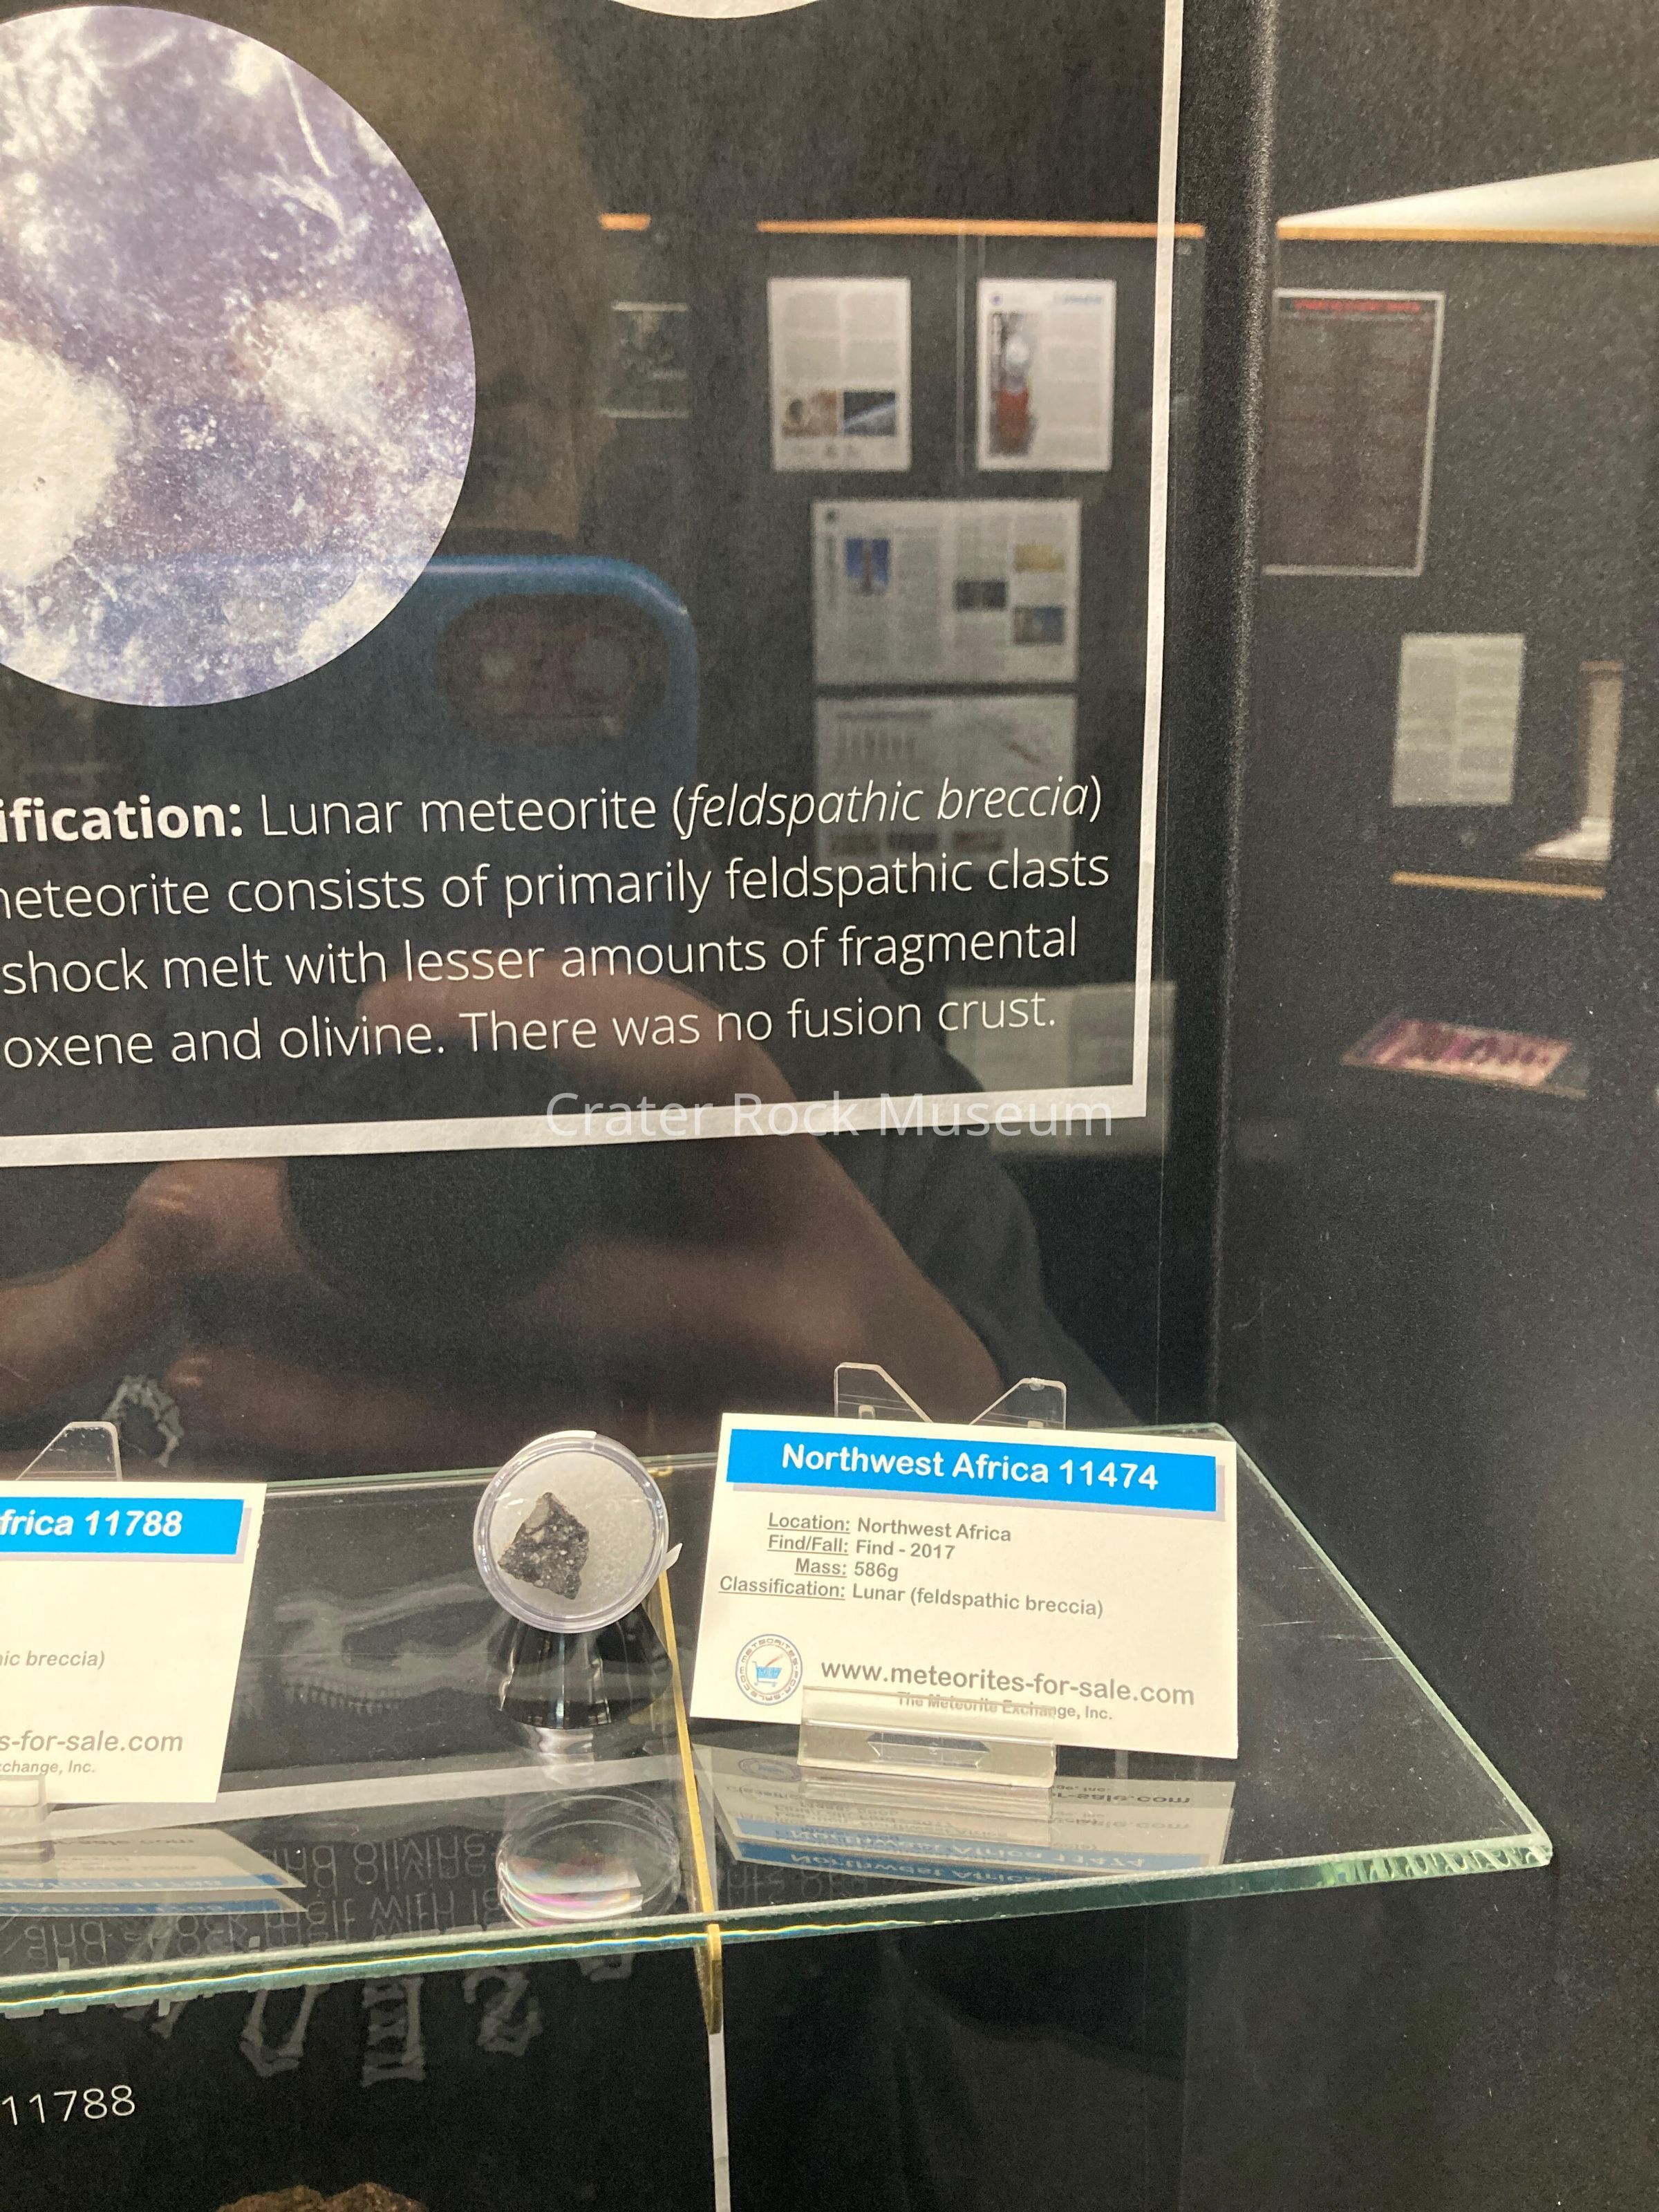 ification: Lunar meteorite (feldspathic breccia)
meteorite consists of primarily feldspathic clasts
shock melt with lesser amounts of fragmental
oxene and olivine. There was no fusion crust.
Crater Rock Museum
Northwest Africa 11474
Location: Northwest Africa
Find/Fall: Find - 2017
Mass: 586g
Classification: Lunar (feldspathic breccia)
www.meteorites-for-sale.com
The Meteorite Exchange, Inc.
frica 11788
ic breccia)
s-for-sale.com
change, Inc.
11788